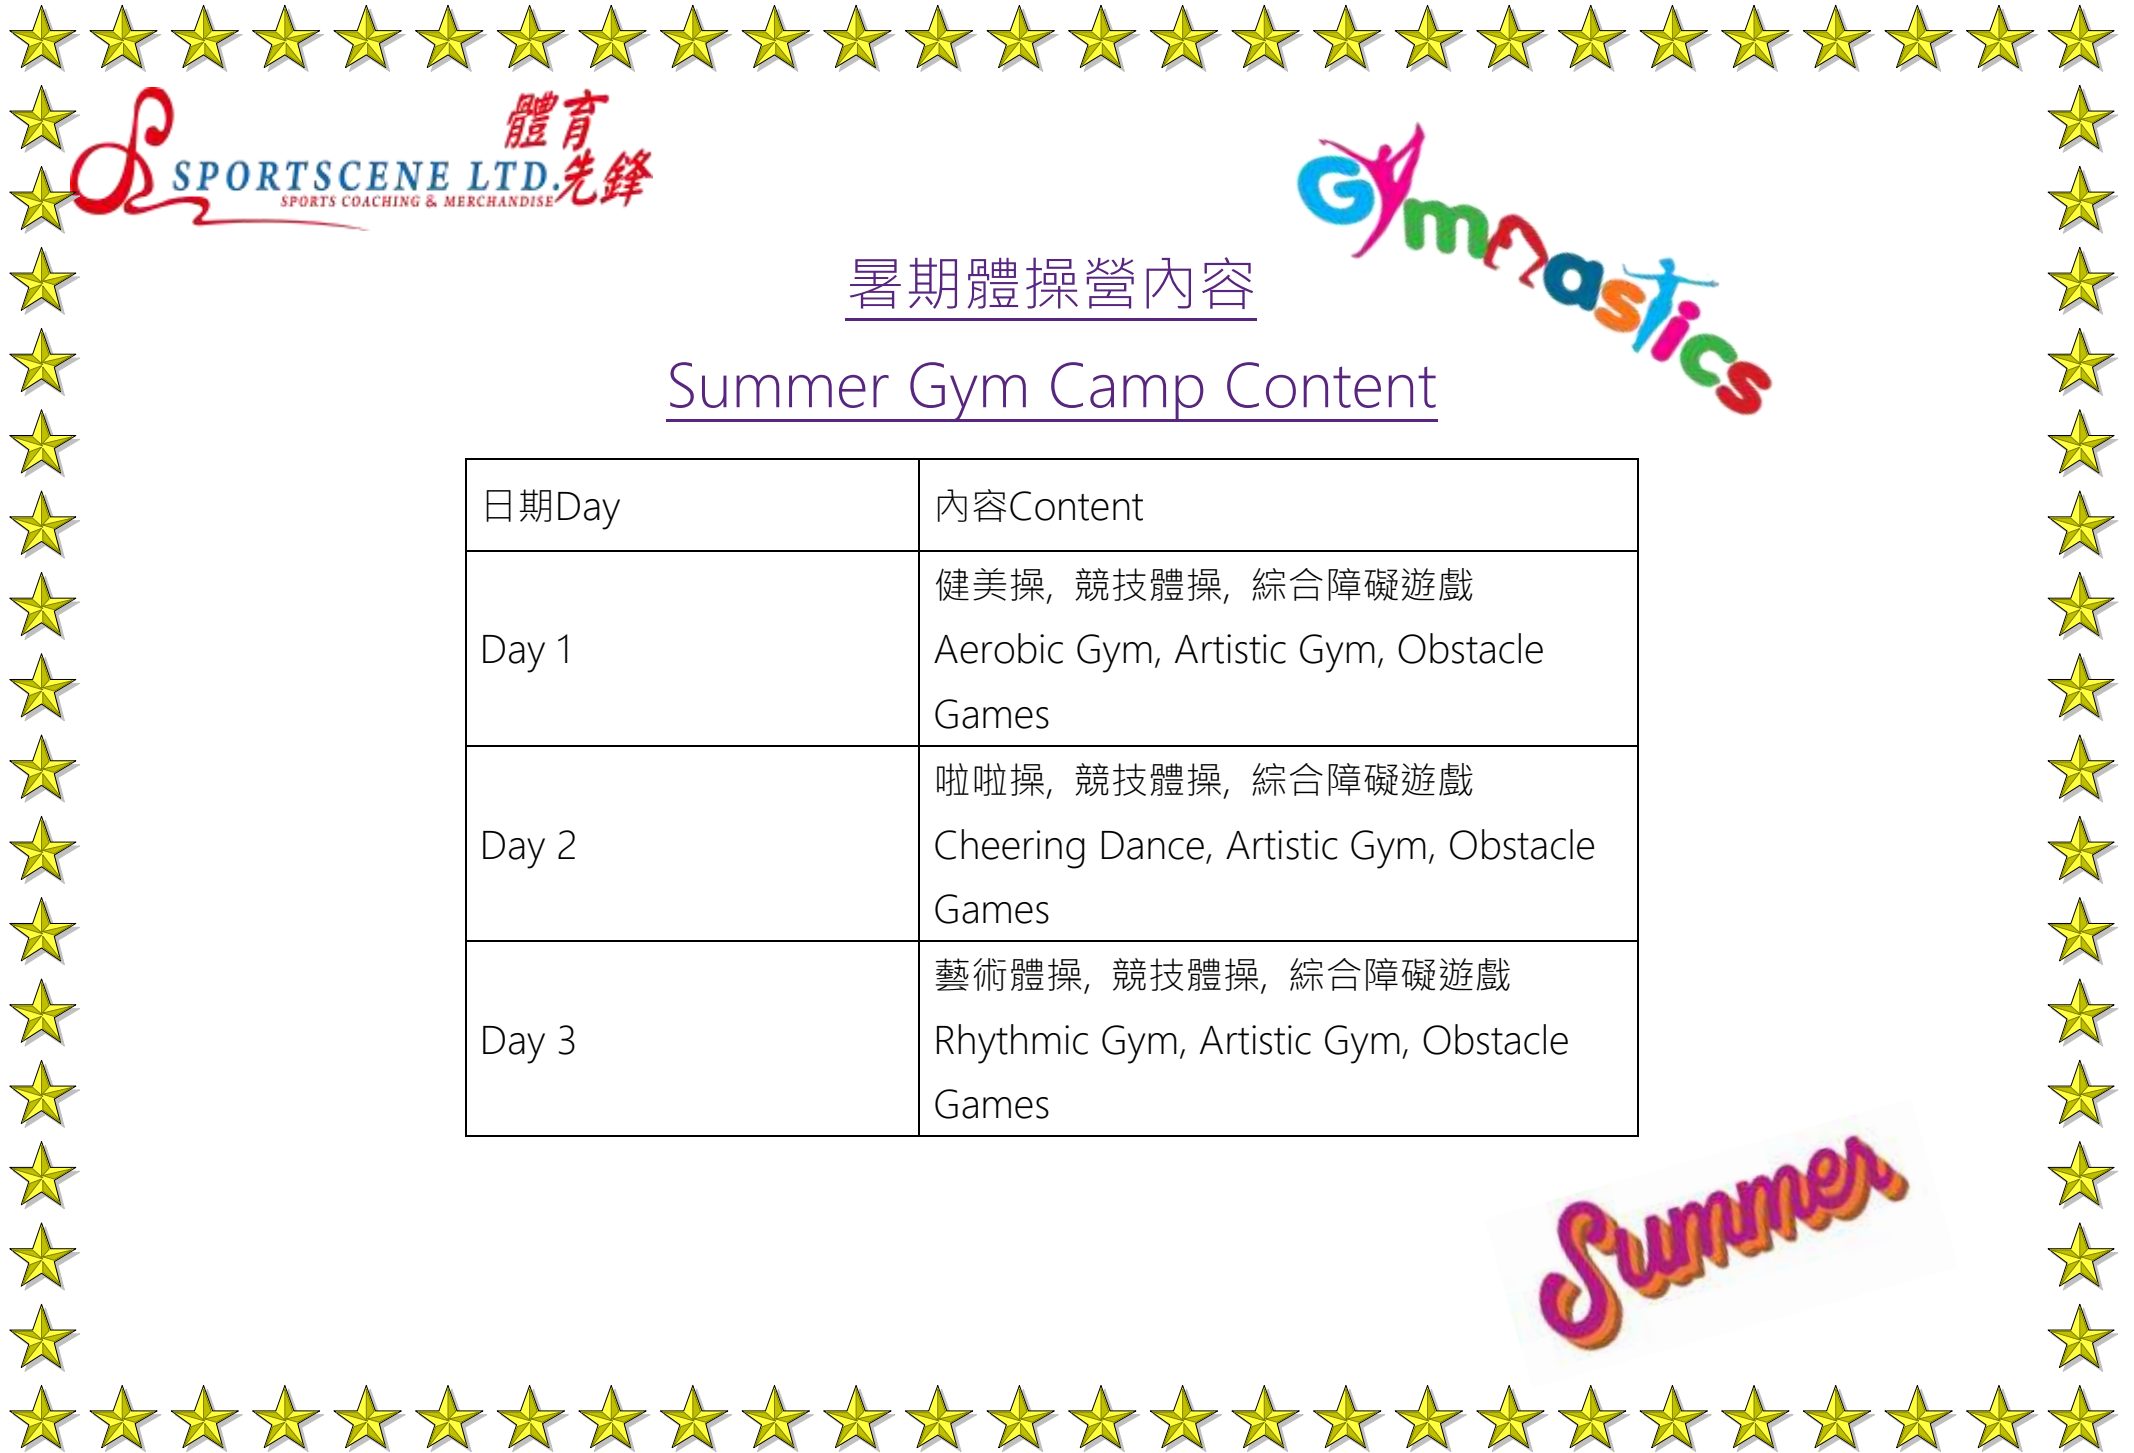 體育
先鋒
SPORTSCENE LTD.
SPORTS COACHING & MERCHANDISE
Gymnastics
暑期體操營內容
Summer Gym Camp Content
日期Day
內容Content
Day 1
健美操, 競技體操, 綜合障礙遊戲
Aerobic Gym, Artistic Gym, Obstacle
Games
Day 2
啦啦操, 競技體操, 綜合障礙遊戲
Cheering Dance, Artistic Gym, Obstacle
Games
Day 3
藝術體操, 競技體操, 綜合障礙遊戲
Rhythmic Gym, Artistic Gym, Obstacle
Games
Summer